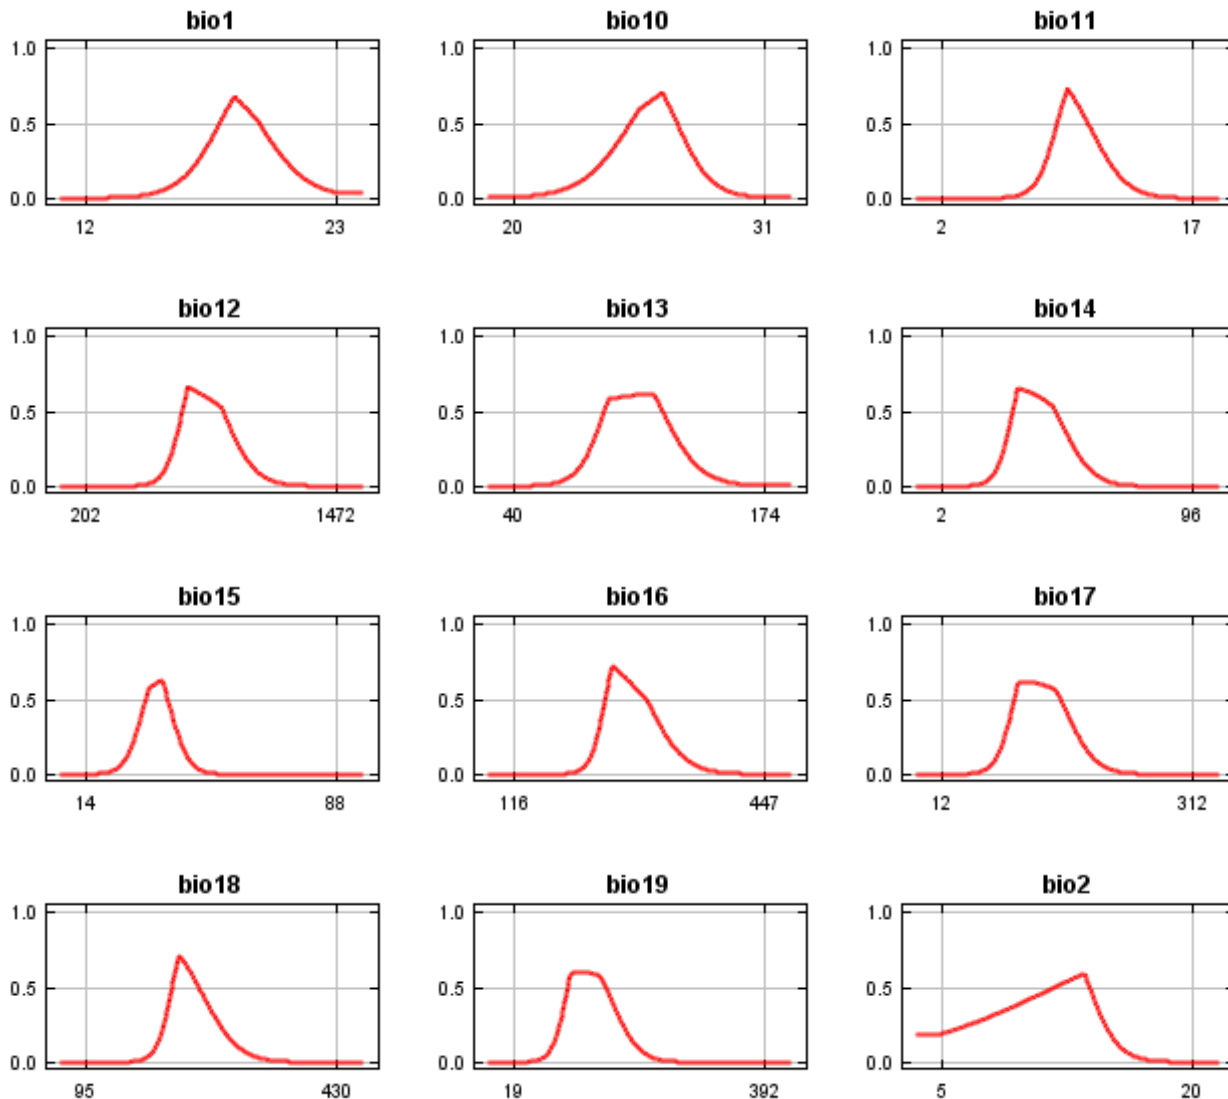 bio1 bio10 bio11
1.0 1.0 1.0
0.5 0.5 0.5
0.0 0.0 0.0
12 23 20 31 2 17
bio12 bio13 bio14
1.0 1.0 1.0
0.5 0.5 0.5
0.0 0.0 0.0
202 1472 40 174 2 96
bio15 bio16 bio17
1.0 1.0 1.0
0.5 0.5 0.5
0.0 0.0 0.0
14 88 116 447 12 312
bio18 bio19 bio2
1.0 1.0 1.0
0.5 0.5 0.5
0.0 0.0 0.0
95 430 19 392 5 20